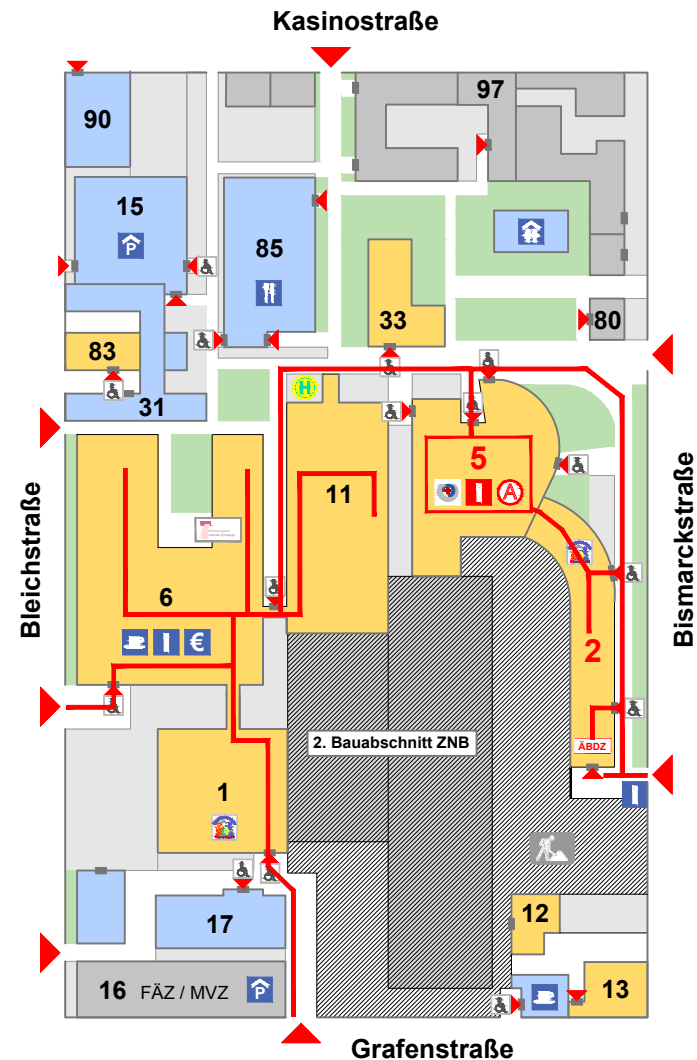 Kasinostraße
97
90
15
P
85
33
80
83
31
H
5
A
11
Bleichstraße
Bismarckstraße
6
€
2
2. Bauabschnitt ZNB
ÄBDZ
1
12
17
16 FÄZ / MVZ P
13
Grafenstraße